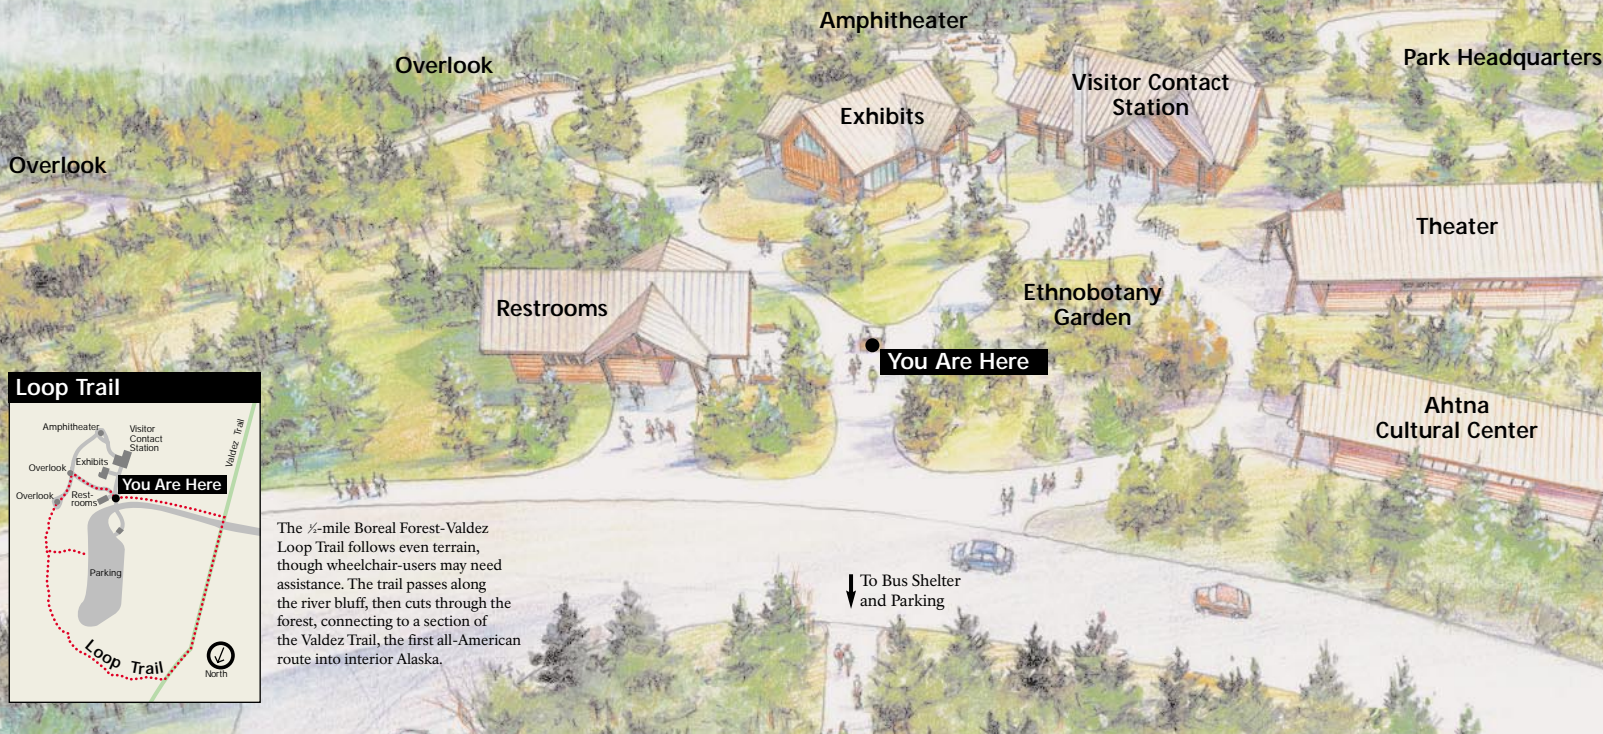 Amphitheater
Overlook
Park Headquarters
Visitor Contact
Station
Exhibits
Overlook
Theater
Restrooms
Ethnobotany
Garden
You Are Here
Ahtna
Cultural Center
To Bus Shelter
and Parking
Loop Trail
Amphitheater
Visitor
Contact
Station
Valdez Trail
Exhibits
Overlook
You Are Here
Overlook
Rest-
rooms
Parking
Loop Trail
North
The -mile Boreal Forest-Valdez
Loop Trail follows even terrain,
though wheelchair-users may need
assistance. The trail passes along
the river bluff, then cuts through the
forest, connecting to a section of
the Valdez Trail, the first all-American
route into interior Alaska.